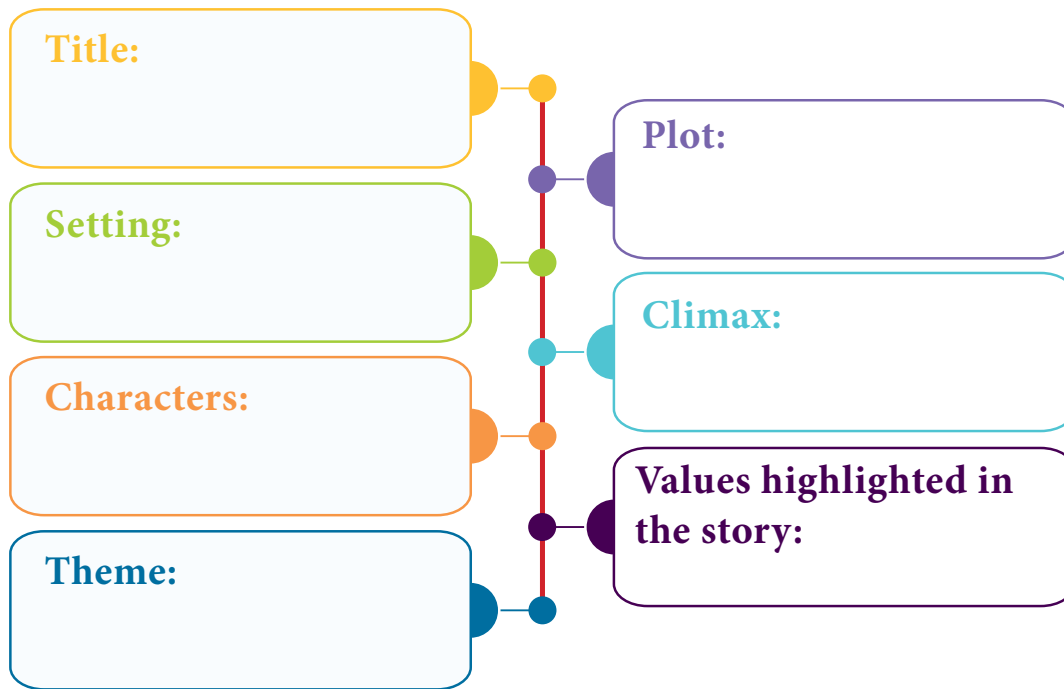 Title:
Setting:
Characters:
Theme:
Plot:
Climax:
Values highlighted in
the story: